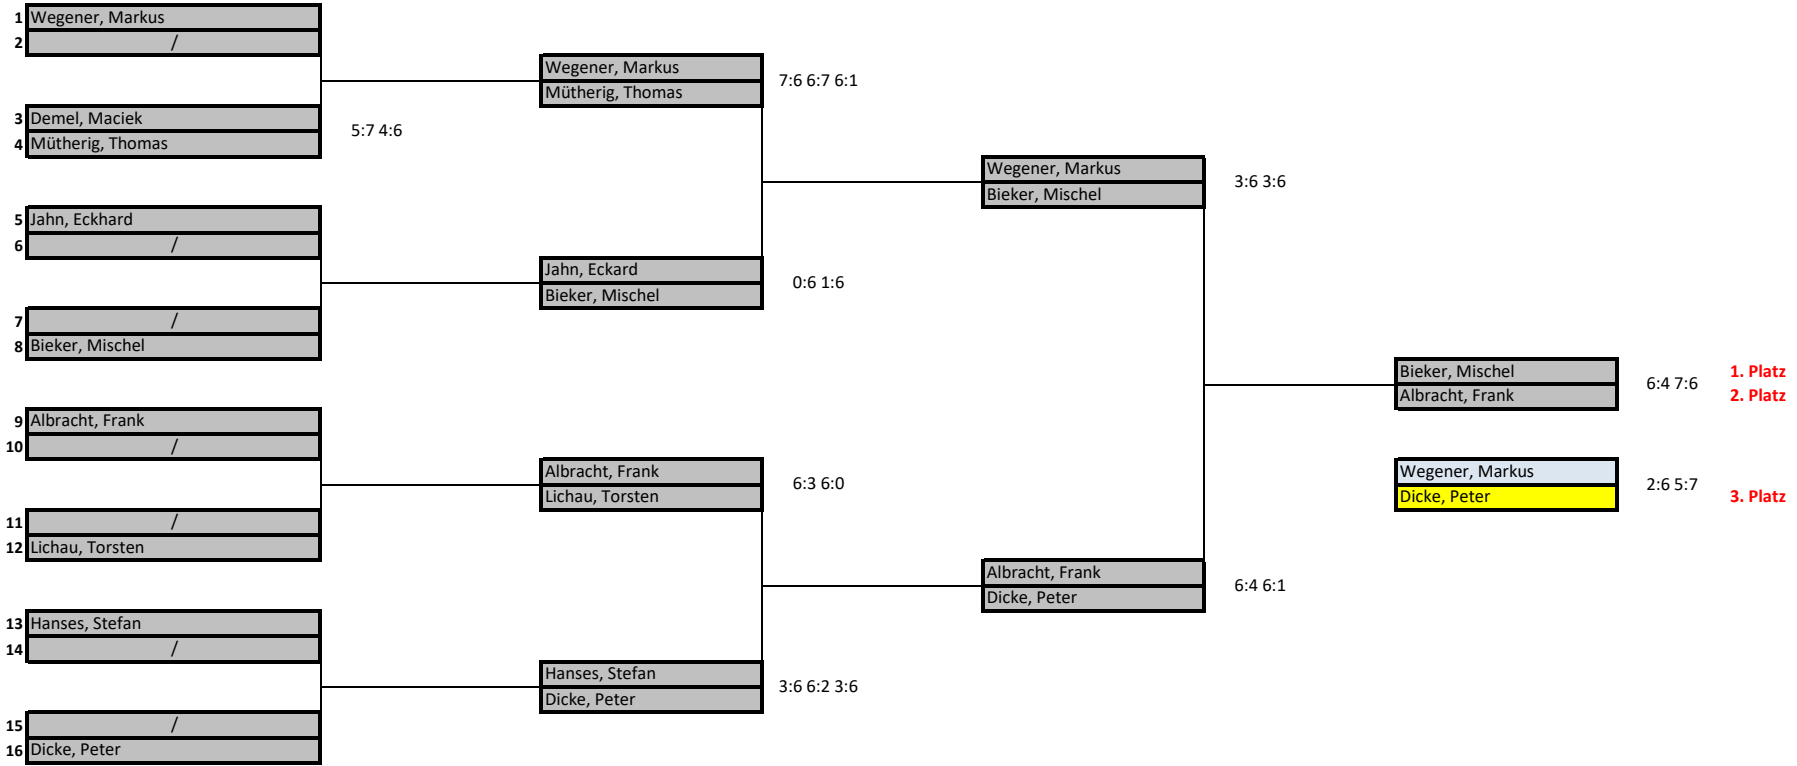 1 Wegener, Markus
2 /
3 Demel, Maciek
4 Mütherig, Thomas
5:7 4:6
5 Jahn, Eckhard
6 /
7 /
8 Bieker, Mischel
9 Albracht, Frank
10 /
11 /
12 Lichau, Torsten
13 Hanses, Stefan
14 /
15 /
16 Dicke, Peter
Wegener, Markus
Mütherig, Thomas
7:6 6:7 6:1
Jahn, Eckard
Bieker, Mischel
0:6 1:6
Albracht, Frank
Lichau, Torsten
6:3 6:0
Hanses, Stefan
Dicke, Peter
3:6 6:2 3:6
Wegener, Markus
Bieker, Mischel
3:6 3:6
Albracht, Frank
Dicke, Peter
6:4 6:1
Bieker, Mischel
Albracht, Frank
6:4 7:6
1. Platz
2. Platz
Wegener, Markus
Dicke, Peter
2:6 5:7
3. Platz